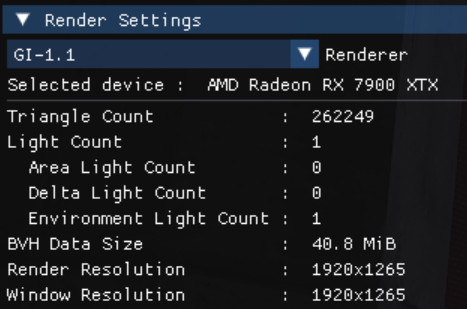 ▼ Render Settings
GI-1.1 ▼ Renderer
Selected device : AMD Radeon RX 7900 XTX
Triangle Count : 262249
Light Count : 1
Area Light Count : 0
Delta Light Count : 0
Environment Light Count : 1
BVH Data Size : 40.8 MiB
Render Resolution : 1920x1265
Window Resolution : 1920x1265